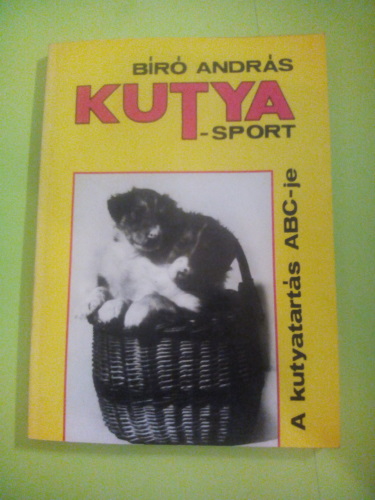 BÍRÓ ANDRÁS
KUTYA
-SPORT
A kutyatartás ABC-je